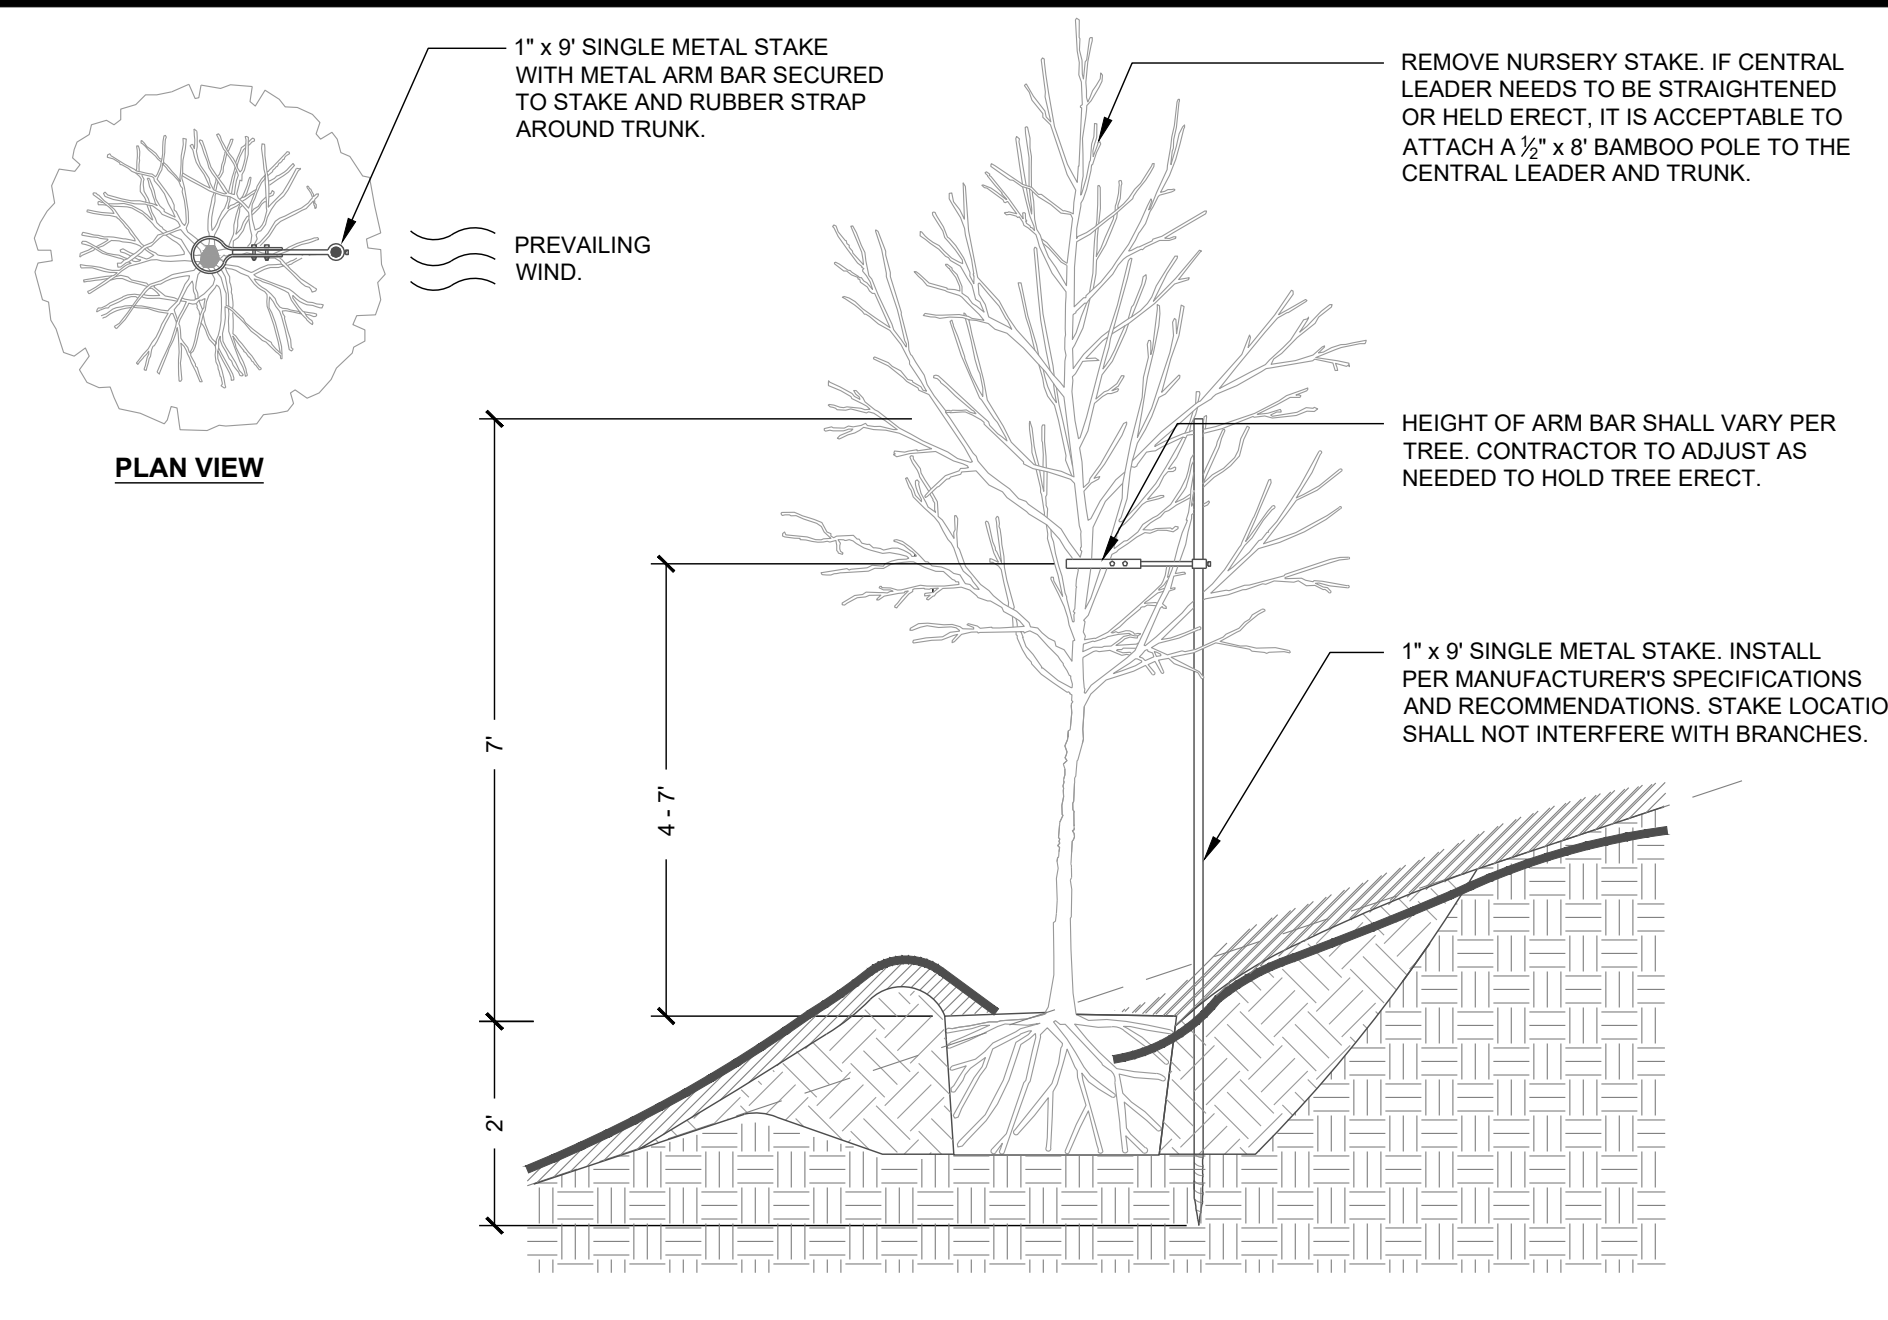 1" x 9' SINGLE METAL STAKE
WITH METAL ARM BAR SECURED
TO STAKE AND RUBBER STRAP
AROUND TRUNK.
PREVAILING
WIND.
PLAN VIEW
REMOVE NURSERY STAKE. IF CENTRAL
LEADER NEEDS TO BE STRAIGHTENED
OR HELD ERECT, IT IS ACCEPTABLE TO
ATTACH A ½" x 8' BAMBOO POLE TO THE
CENTRAL LEADER AND TRUNK.
HEIGHT OF ARM BAR SHALL VARY PER
TREE. CONTRACTOR TO ADJUST AS
NEEDED TO HOLD TREE ERECT.
1" x 9' SINGLE METAL STAKE. INSTALL
PER MANUFACTURER'S SPECIFICATIONS
AND RECOMMENDATIONS. STAKE LOCATIO
SHALL NOT INTERFERE WITH BRANCHES.
7'
4 - 7'
2'